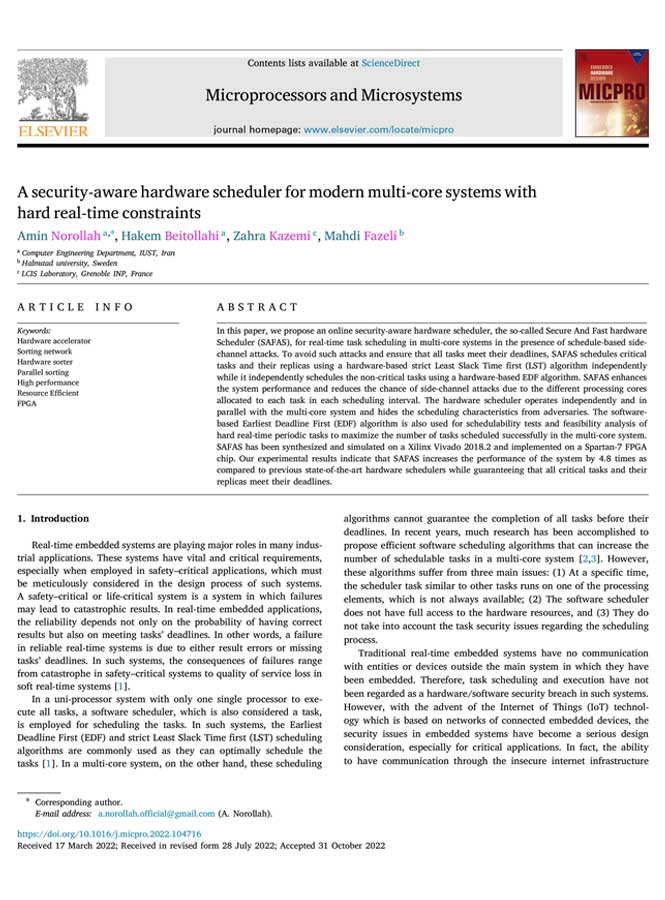 Contents lists available at ScienceDirect
Microprocessors and Microsystems
journal homepage: www.elsevier.com/locate/micpro
ELSEVIER
EMBEDDED
HARDWARE
DESIGN
MICPRO
A security-aware hardware scheduler for modern multi-core systems with
hard real-time constraints
Amin Norollah a,*, Hakem Beitollahi a, Zahra Kazemi c, Mahdi Fazeli b
a Computer Engineering Department, IUST, Iran
b Halmstad university, Sweden
c LCIS Laboratory, Grenoble INP, France
ARTICLE INFO
Keywords:
Hardware accelerator
Sorting network
Hardware sorter
Parallel sorting
High performance
Resource Efficient
FPGA
ABSTRACT
In this paper, we propose an online security-aware hardware scheduler, the so-called Secure And Fast hardware
Scheduler (SAFAS), for real-time task scheduling in multi-core systems in the presence of schedule-based side-
channel attacks. To avoid such attacks and ensure that all tasks meet their deadlines, SAFAS schedules critical
tasks and their replicas using a hardware-based strict Least Slack Time first (LST) algorithm independently
while it independently schedules the non-critical tasks using a hardware-based EDF algorithm. SAFAS enhances
the system performance and reduces the chance of side-channel attacks due to the different processing cores
allocated to each task in each scheduling interval. The hardware scheduler operates independently and in
parallel with the multi-core system and hides the scheduling characteristics from adversaries. The software-
based Earliest Deadline First (EDF) algorithm is also used for schedulability tests and feasibility analysis of
hard real-time periodic tasks to maximize the number of tasks scheduled successfully in the multi-core system.
SAFAS has been synthesized and simulated on a Xilinx Vivado 2018.2 and implemented on a Spartan-7 FPGA
chip. Our experimental results indicate that SAFAS increases the performance of the system by 4.8 times as
compared to previous state-of-the-art hardware schedulers while guaranteeing that all critical tasks and their
replicas meet their deadlines.
1. Introduction
Real-time embedded systems are playing major roles in many indus-
trial applications. These systems have vital and critical requirements,
especially when employed in safety–critical applications, which must
be meticulously considered in the design process of such systems.
A safety–critical or life-critical system is a system in which failures
may lead to catastrophic results. In real-time embedded applications,
the reliability depends not only on the probability of having correct
results but also on meeting tasks' deadlines. In other words, a failure
in reliable real-time systems is due to either result errors or missing
tasks' deadlines. In such systems, the consequences of failures range
from catastrophe in safety–critical systems to quality of service loss in
soft real-time systems [1].
In a uni-processor system with only one single processor to exe-
cute all tasks, a software scheduler, which is also considered a task,
is employed for scheduling the tasks. In such systems, the Earliest
Deadline First (EDF) and strict Least Slack Time first (LST) scheduling
algorithms are commonly used as they can optimally schedule the
tasks [1]. In a multi-core system, on the other hand, these scheduling
algorithms cannot guarantee the completion of all tasks before their
deadlines. In recent years, much research has been accomplished to
propose efficient software scheduling algorithms that can increase the
number of schedulable tasks in a multi-core system [2,3]. However,
these algorithms suffer from three main issues: (1) At a specific time,
the scheduler task similar to other tasks runs on one of the processing
elements, which is not always available; (2) The software scheduler
does not have full access to the hardware resources, and (3) They do
not take into account the task security issues regarding the scheduling
process.
Traditional real-time embedded systems have no communication
with entities or devices outside the main system in which they have
been embedded. Therefore, task scheduling and execution have not
been regarded as a hardware/software security breach in such systems.
However, with the advent of the Internet of Things (IoT) technol-
ogy which is based on networks of connected embedded devices, the
security issues in embedded systems have become a serious design
consideration, especially for critical applications. In fact, the ability
to have communication through the insecure internet infrastructure
* Corresponding author.
E-mail address: a.norollah.official@gmail.com (A. Norollah).
https://doi.org/10.1016/j.micpro.2022.104716
Received 17 March 2022; Received in revised form 28 July 2022; Accepted 31 October 2022